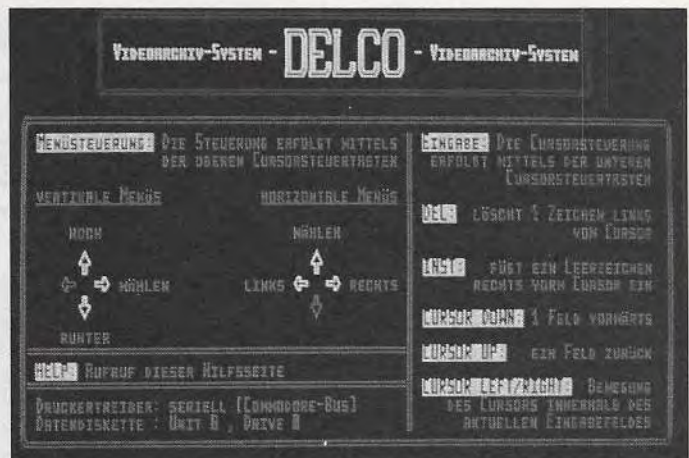 VIDEOARCHIV-SYSTEM - DELCO - VIDEOARCHIV-SYSTEM
MENÜSTEUERUNG: DIE STEUERUNG ERFOLGT MITTELS
DER OBEREN CURSORSTEUERTASTEN
VERTIKALE MENÜS
HORIZONTALE MENÜS
HOCH
WÄHLEN
RUNTER
WÄHLEN
LINKS
RECHTS
HELP: AUFRUF DIESER HILFSSEITE
DRUCKERTREIBER: SERIELL [COMMODORE-BUS]
DATENDISKETTE : UNIT 8 , DRIVE 0
EINGABE: DIE CURSORSTEUERUNG
ERFOLGT MITTELS DER UNTEREN
CURSORSTEUERTASTEN
DEL: LÖSCHT 1 ZEICHEN LINKS
VOM CURSOR
INST: FÜGT EIN LEERZEICHEN
RECHTS VORM CURSOR EIN
CURSOR DOWN: 1 FELD VORWÄRTS
CURSOR UP: EIN FELD ZURÜCK
CURSOR LEFT/RIGHT: BEWEGUNG
DES CURSORS INNERHALB DES
AKTUELLEN EINGABEFELDES